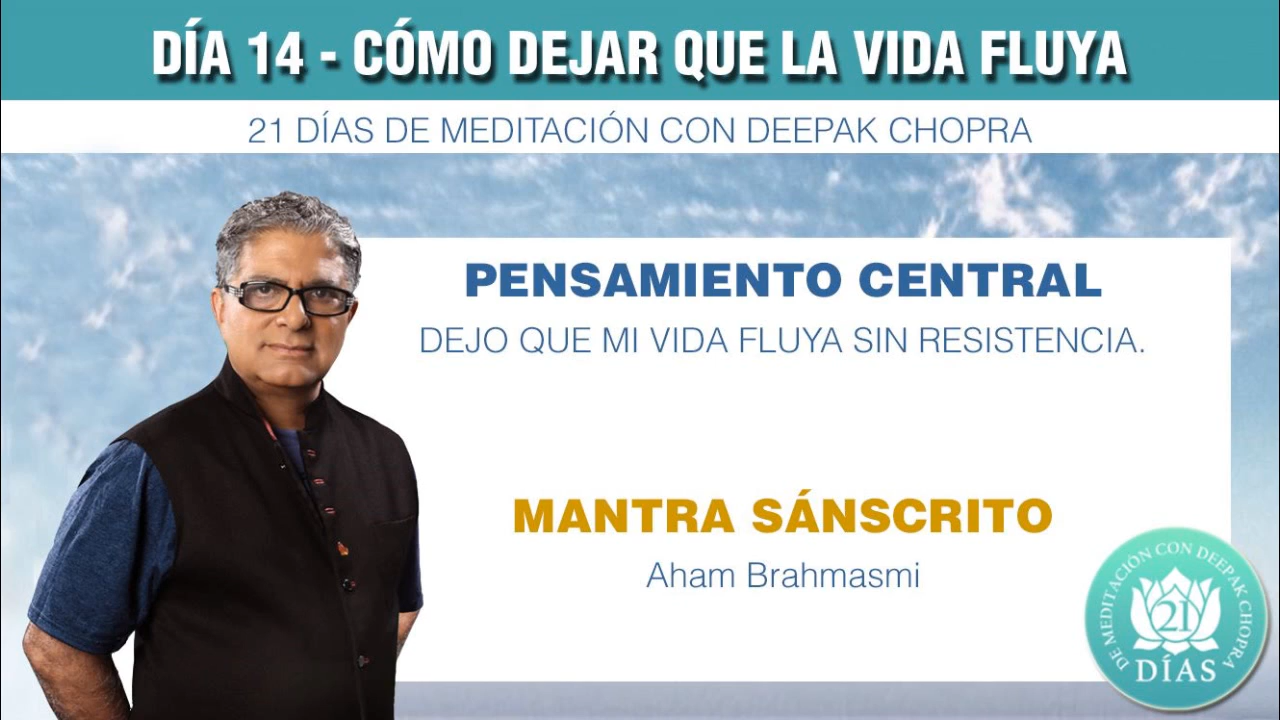 DÍA 14 - CÓMO DEJAR QUE LA VIDA FLUYA
21 DÍAS DE MEDITACIÓN CON DEEPAK CHOPRA
PENSAMIENTO CENTRAL
DEJO QUE MI VIDA FLUYA SIN RESISTENCIA.
MANTRA SÁNSCRITO
Aham Brahmasmi
DE MEDITACIÓN CON DEEPAK CHOPRA
21
DÍAS